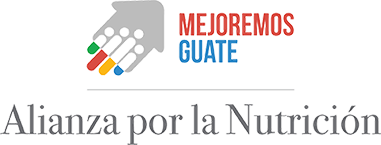 MEJOREMOS
GUATE
Alianza por la Nutrición